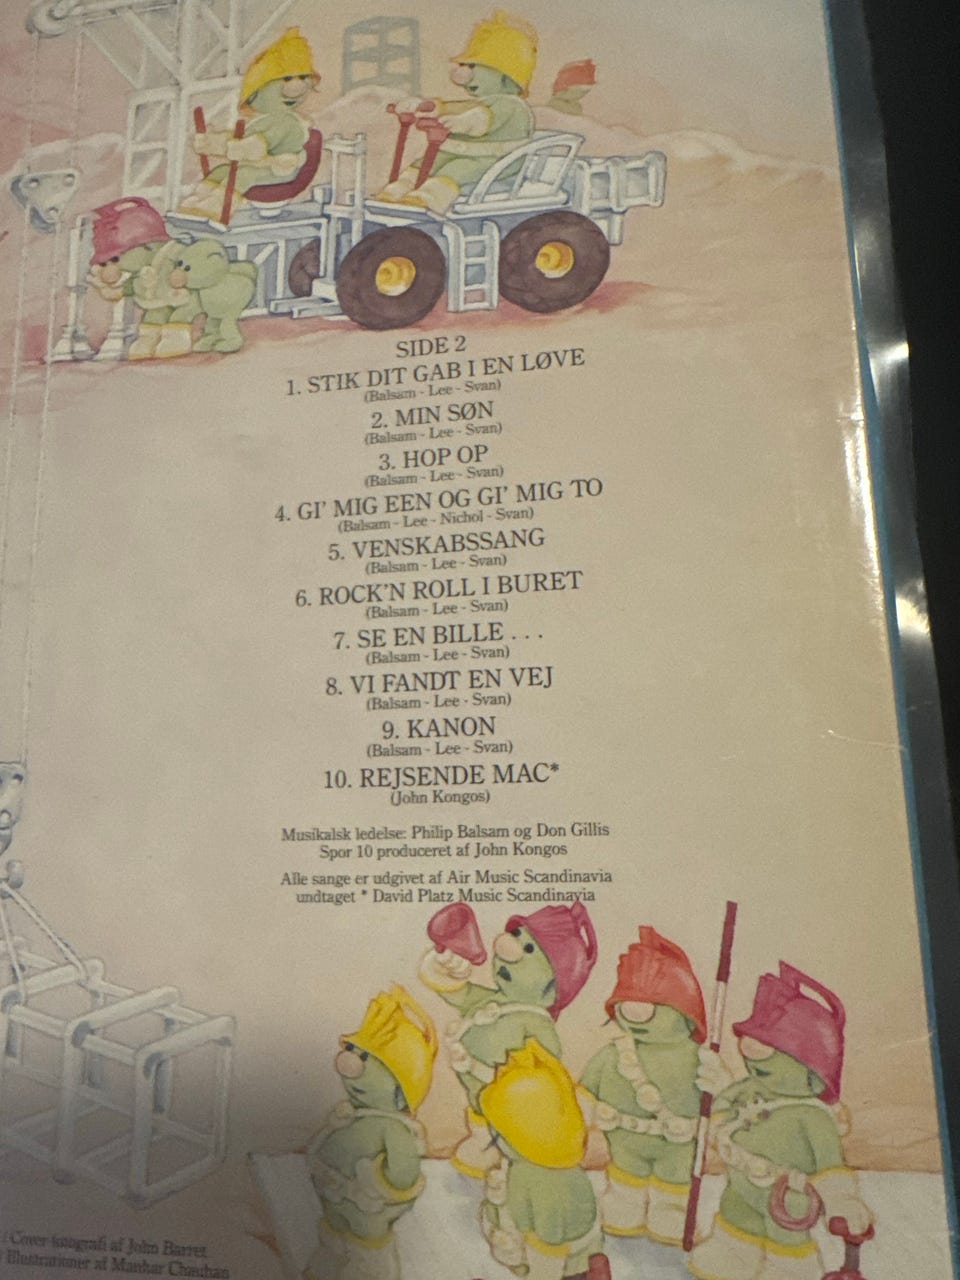 SIDE 2
1. STIK DIT GAB I EN LØVE
(Balsam - Lee - Svan)
2. MIN SØN
(Balsam - Lee - Svan)
3. HOP OP
(Balsam - Lee - Svan)
4. GI' MIG EEN OG GI' MIG TO
(Balsam - Lee - Nichol - Svan)
5. VENSKABSSANG
(Balsam - Lee - Svan)
6. ROCK'N ROLL I BURET
(Balsam - Lee - Svan)
7. SE EN BILLE . . .
(Balsam - Lee - Svan)
8. VI FANDT EN VEJ
(Balsam - Lee - Svan)
9. KANON
(Balsam - Lee - Svan)
10. REJSENDE MAC*
(John Kongos)
Musikalsk ledelse: Philip Balsam og Don Gillis
Spor 10 produceret af John Kongos
Alle sange er udgivet af Air Music Scandinavia
undtaget * David Platz Music Scandinavia
Cover fotografi af John Barret
Illustrationer af Manhar Chauhan